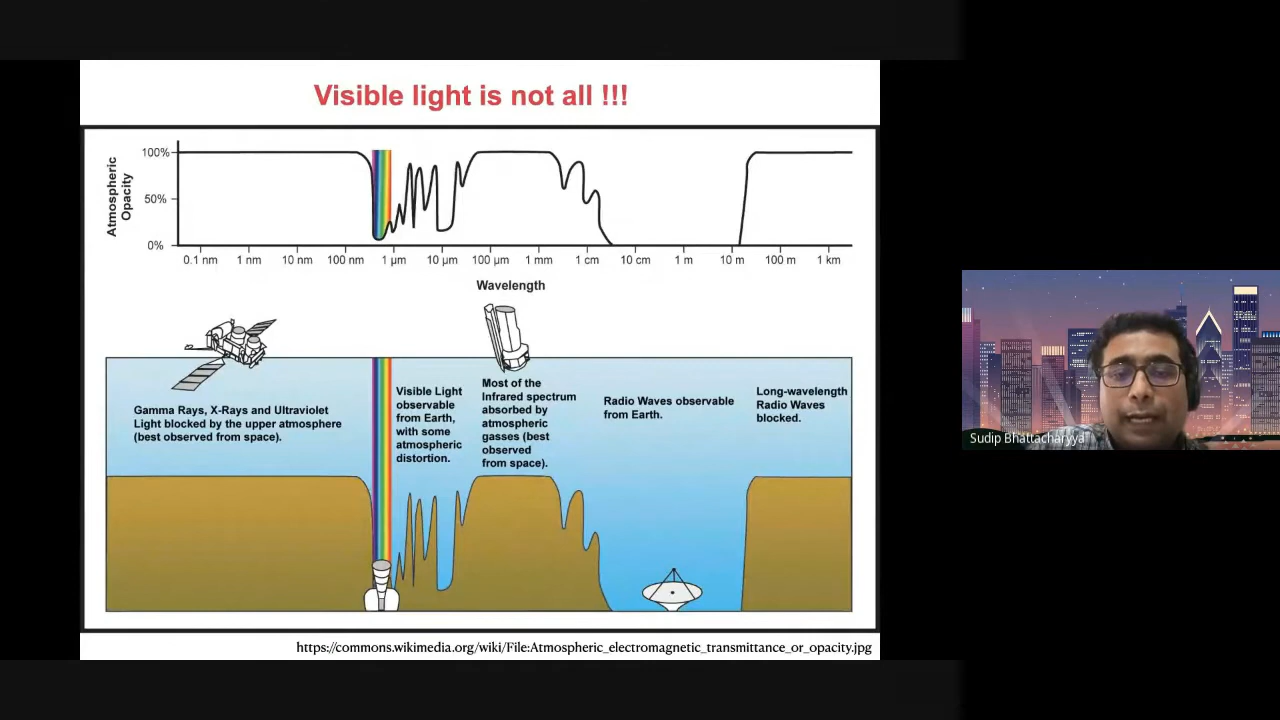 Visible light is not all !!!
Atmospheric
Opacity
100%
50%
0%
0.1 nm 1 nm 10 nm 100 nm 1 μm 10 μm 100 μm 1 mm 1 cm 10 cm 1 m 10 m 100 m 1 km
Wavelength
Gamma Rays, X-Rays and Ultraviolet
Light blocked by the upper atmosphere
(best observed from space).
Visible Light
observable
from Earth,
with some
atmospheric
distortion.
Most of the
Infrared spectrum
absorbed by
atmospheric
gasses (best
observed
from space).
Radio Waves observable
from Earth.
Long-wavelength
Radio Waves
blocked.
https://commons.wikimedia.org/wiki/File:Atmospheric_electromagnetic_transmittance_or_opacity.jpg
Sudip Bhattacharyya